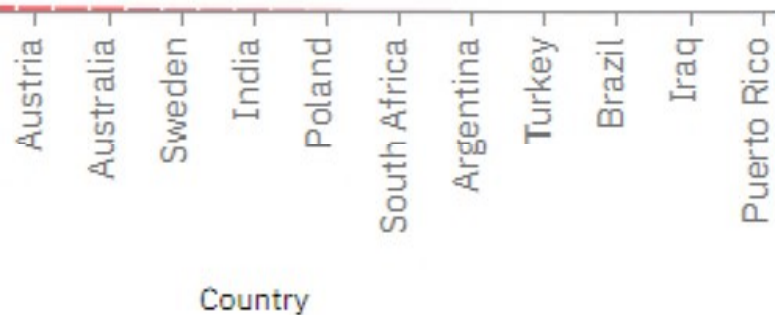 Austria
Australia
Sweden
India
Poland
South Africa
Argentina
Turkey
Brazil
Iraq
Puerto Rico
Country